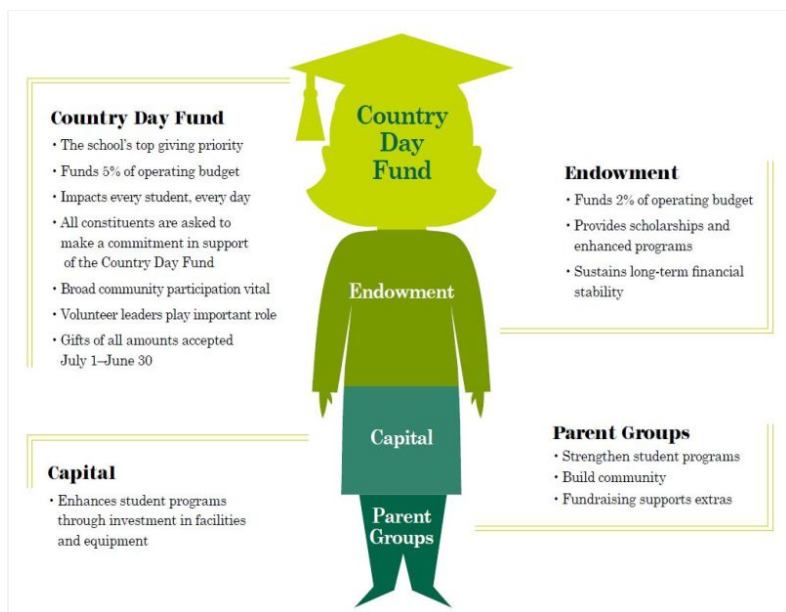 Country Day Fund
• The school's top giving priority
• Funds 5% of operating budget
• Impacts every student, every day
• All constituents are asked to
make a commitment in support
of the Country Day Fund
• Broad community participation vital
• Volunteer leaders play important role
• Gifts of all amounts accepted
July 1–June 30
Capital
• Enhances student programs
through investment in facilities
and equipment
Country
Day
Fund
Endowment
Capital
Parent
Groups
Endowment
• Funds 2% of operating budget
• Provides scholarships and
enhanced programs
• Sustains long-term financial
stability
Parent Groups
• Strengthen student programs
• Build community
• Fundraising supports extras